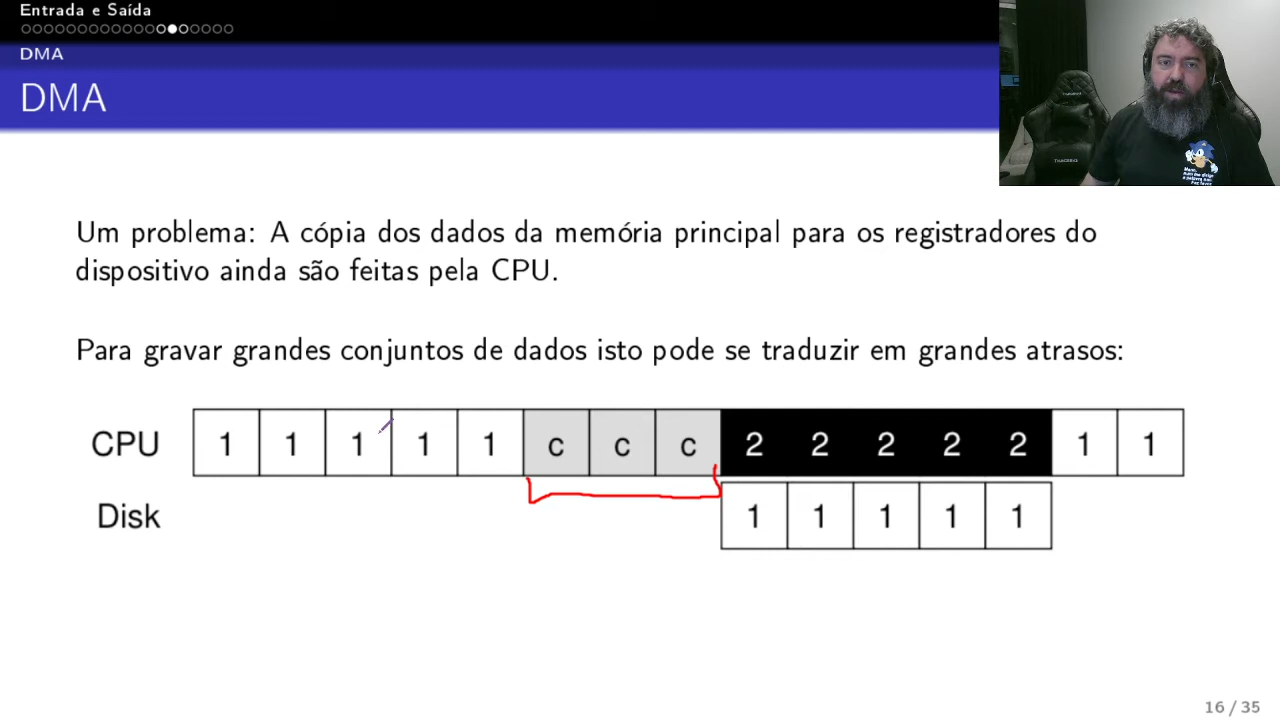 Entrada e Saída
DMA
DMA
Um problema: A cópia dos dados da memória principal para os registradores do
dispositivo ainda são feitas pela CPU.
Para gravar grandes conjuntos de dados isto pode se traduzir em grandes atrasos:
CPU 1 1 1 1 1 c c c 2 2 2 2 2 1 1
Disk 1 1 1 1 1
16 / 35